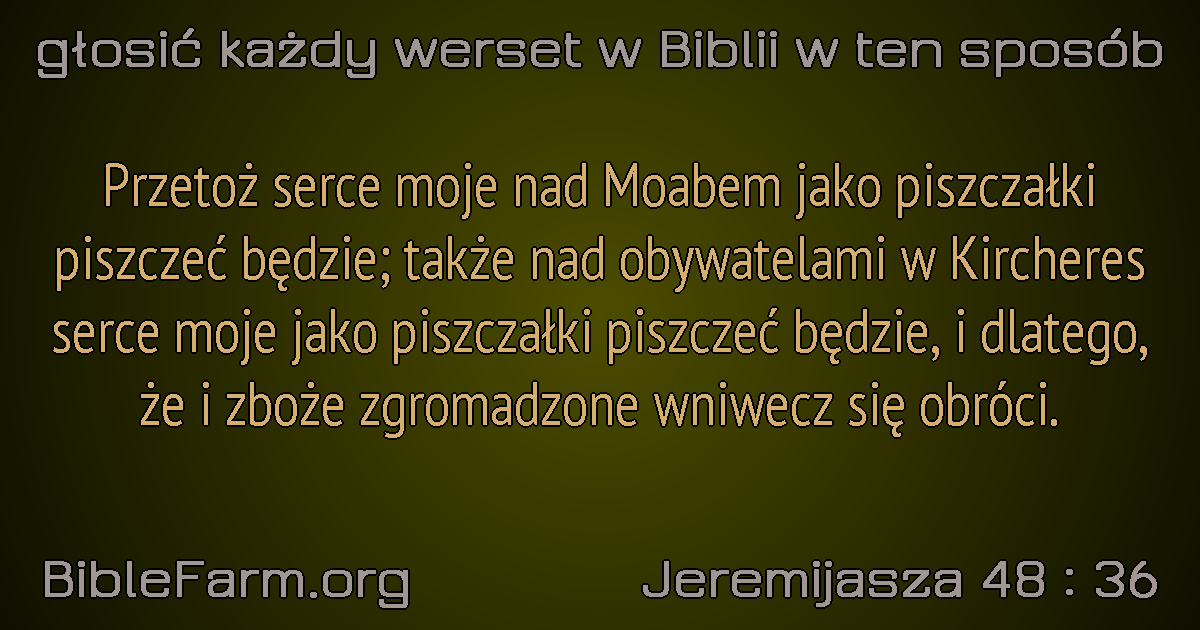 głosić każdy werset w Biblii w ten sposób
Przetoż serce moje nad Moabem jako piszczałki
piszczeć będzie; także nad obywatelami w Kircheres
serce moje jako piszczałki piszczeć będzie, i dlatego,
że i zboże zgromadzone wniwecz się obróci.
BibleFarm.org
Jeremijasza 48 : 36